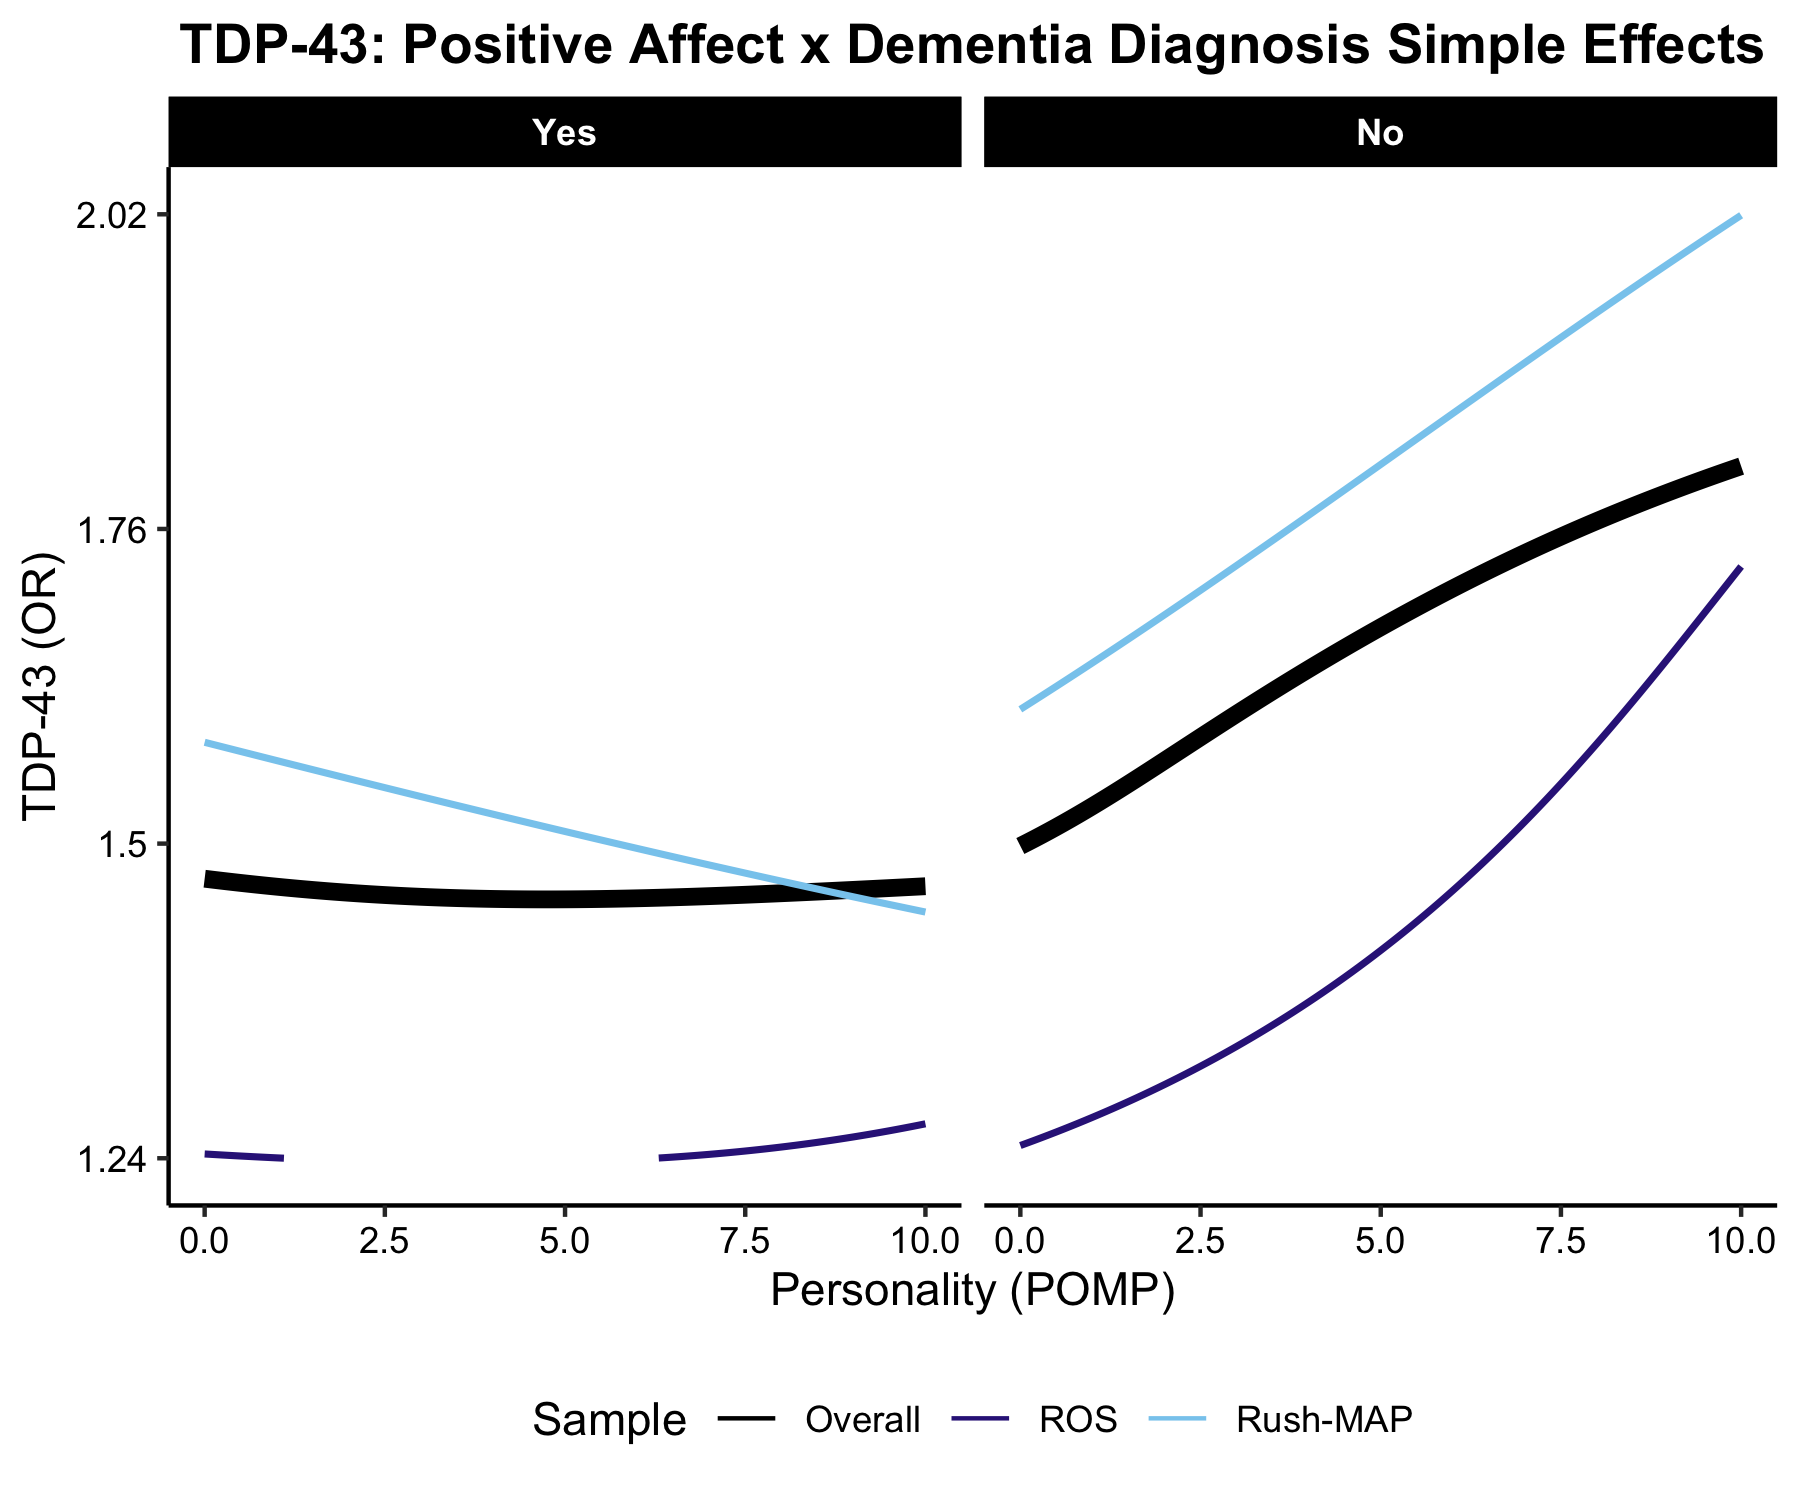 TDP-43: Positive Affect x Dementia Diagnosis Simple Effects
Yes
No
2.02
1.76
1.5
1.24
TDP-43 (OR)
0.0 2.5 5.0 7.5 10.0 0.0 2.5 5.0 7.5 10.0
Personality (POMP)
Sample Overall ROS Rush-MAP